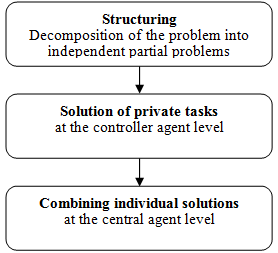 Structuring
Decomposition of the problem into
independent partial problems
Solution of private tasks
at the controller agent level
Combining individual solutions
at the central agent level